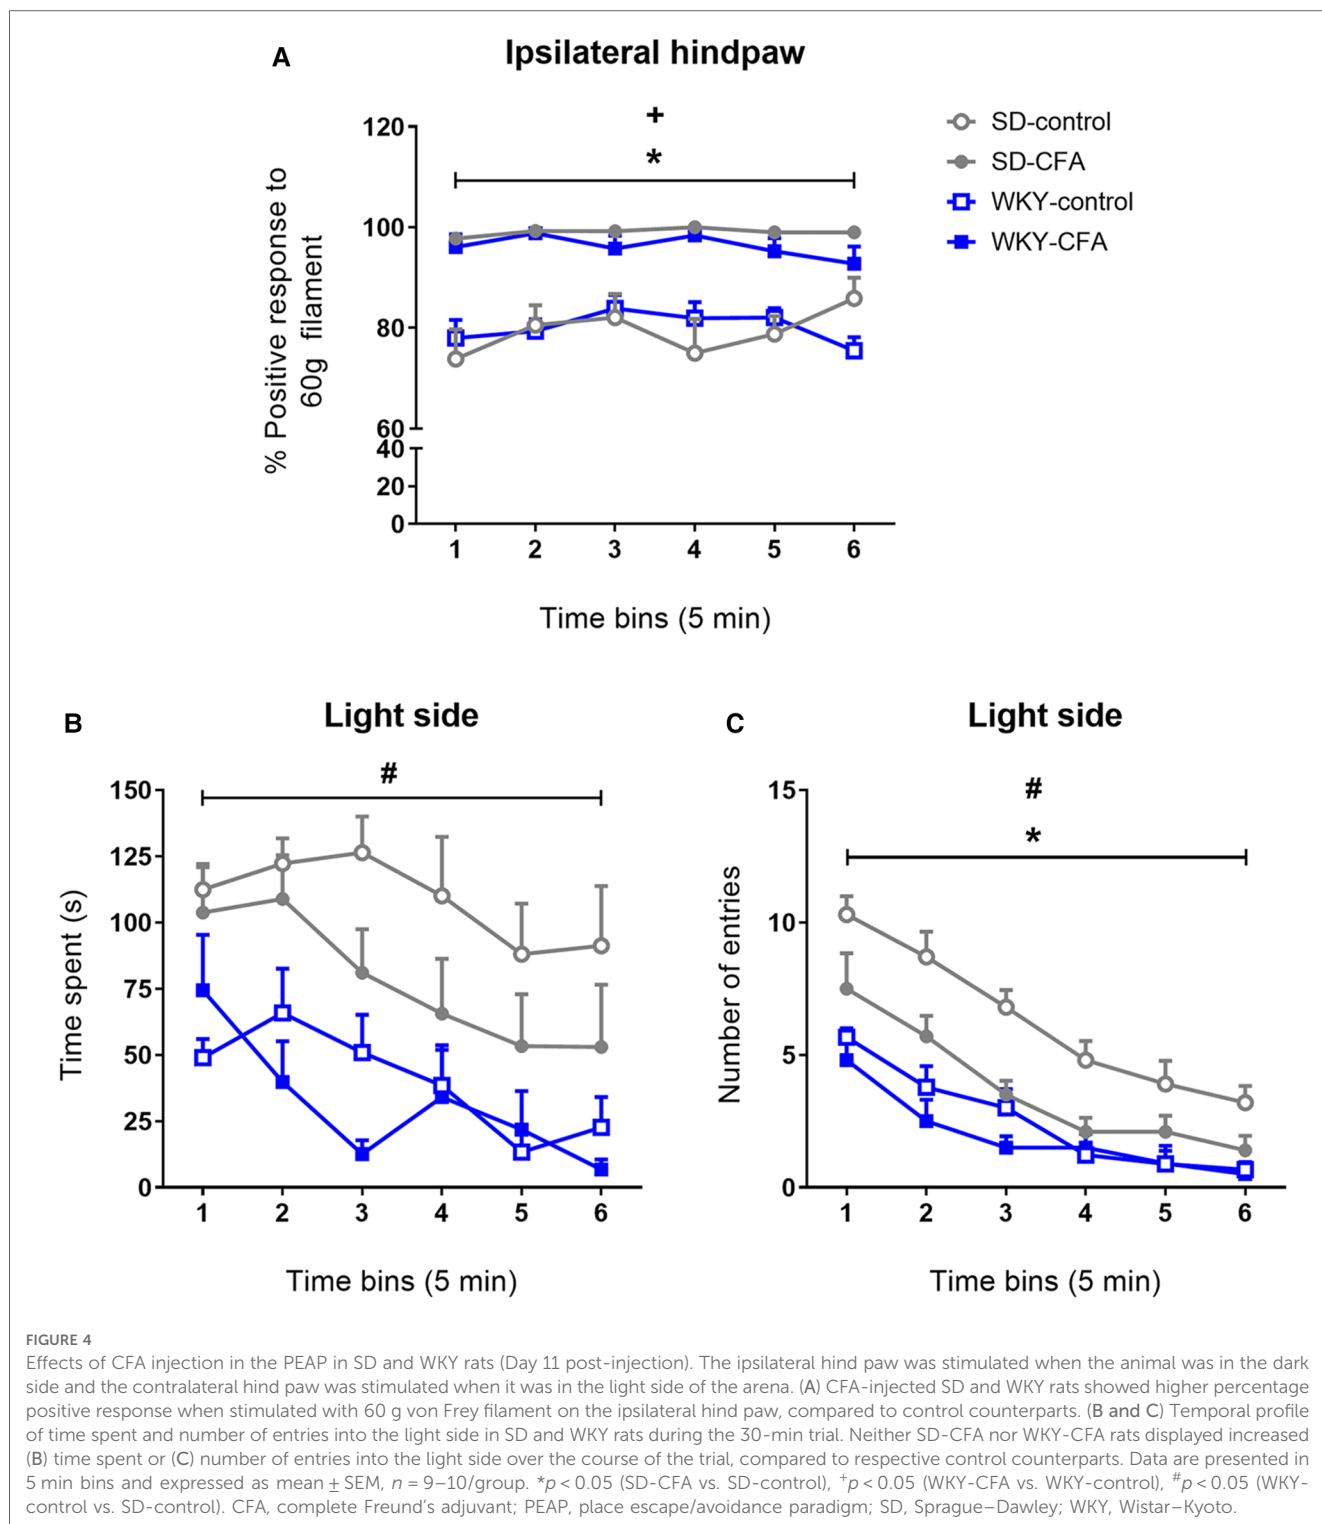 A
Ipsilateral hindpaw
+
*
SD-control
SD-CFA
WKY-control
WKY-CFA
% Positive response to
60g filament
120
100
80
60
40
20
0
1 2 3 4 5 6
Time bins (5 min)
B
Light side
#
Time spent (s)
150
125
100
75
50
25
0
1 2 3 4 5 6
Time bins (5 min)
C
Light side
#
*
Number of entries
15
10
5
0
1 2 3 4 5 6
Time bins (5 min)
FIGURE 4
Effects of CFA injection in the PEAP in SD and WKY rats (Day 11 post-injection). The ipsilateral hind paw was stimulated when the animal was in the dark
side and the contralateral hind paw was stimulated when it was in the light side of the arena. (A) CFA-injected SD and WKY rats showed higher percentage
positive response when stimulated with 60 g von Frey filament on the ipsilateral hind paw, compared to control counterparts. (B and C) Temporal profile
of time spent and number of entries into the light side in SD and WKY rats during the 30-min trial. Neither SD-CFA nor WKY-CFA rats displayed increased
(B) time spent or (C) number of entries into the light side over the course of the trial, compared to respective control counterparts. Data are presented in
5 min bins and expressed as mean ± SEM, n = 9–10/group. *p < 0.05 (SD-CFA vs. SD-control), +p < 0.05 (WKY-CFA vs. WKY-control), #p < 0.05 (WKY-
control vs. SD-control). CFA, complete Freund's adjuvant; PEAP, place escape/avoidance paradigm; SD, Sprague–Dawley; WKY, Wistar–Kyoto.